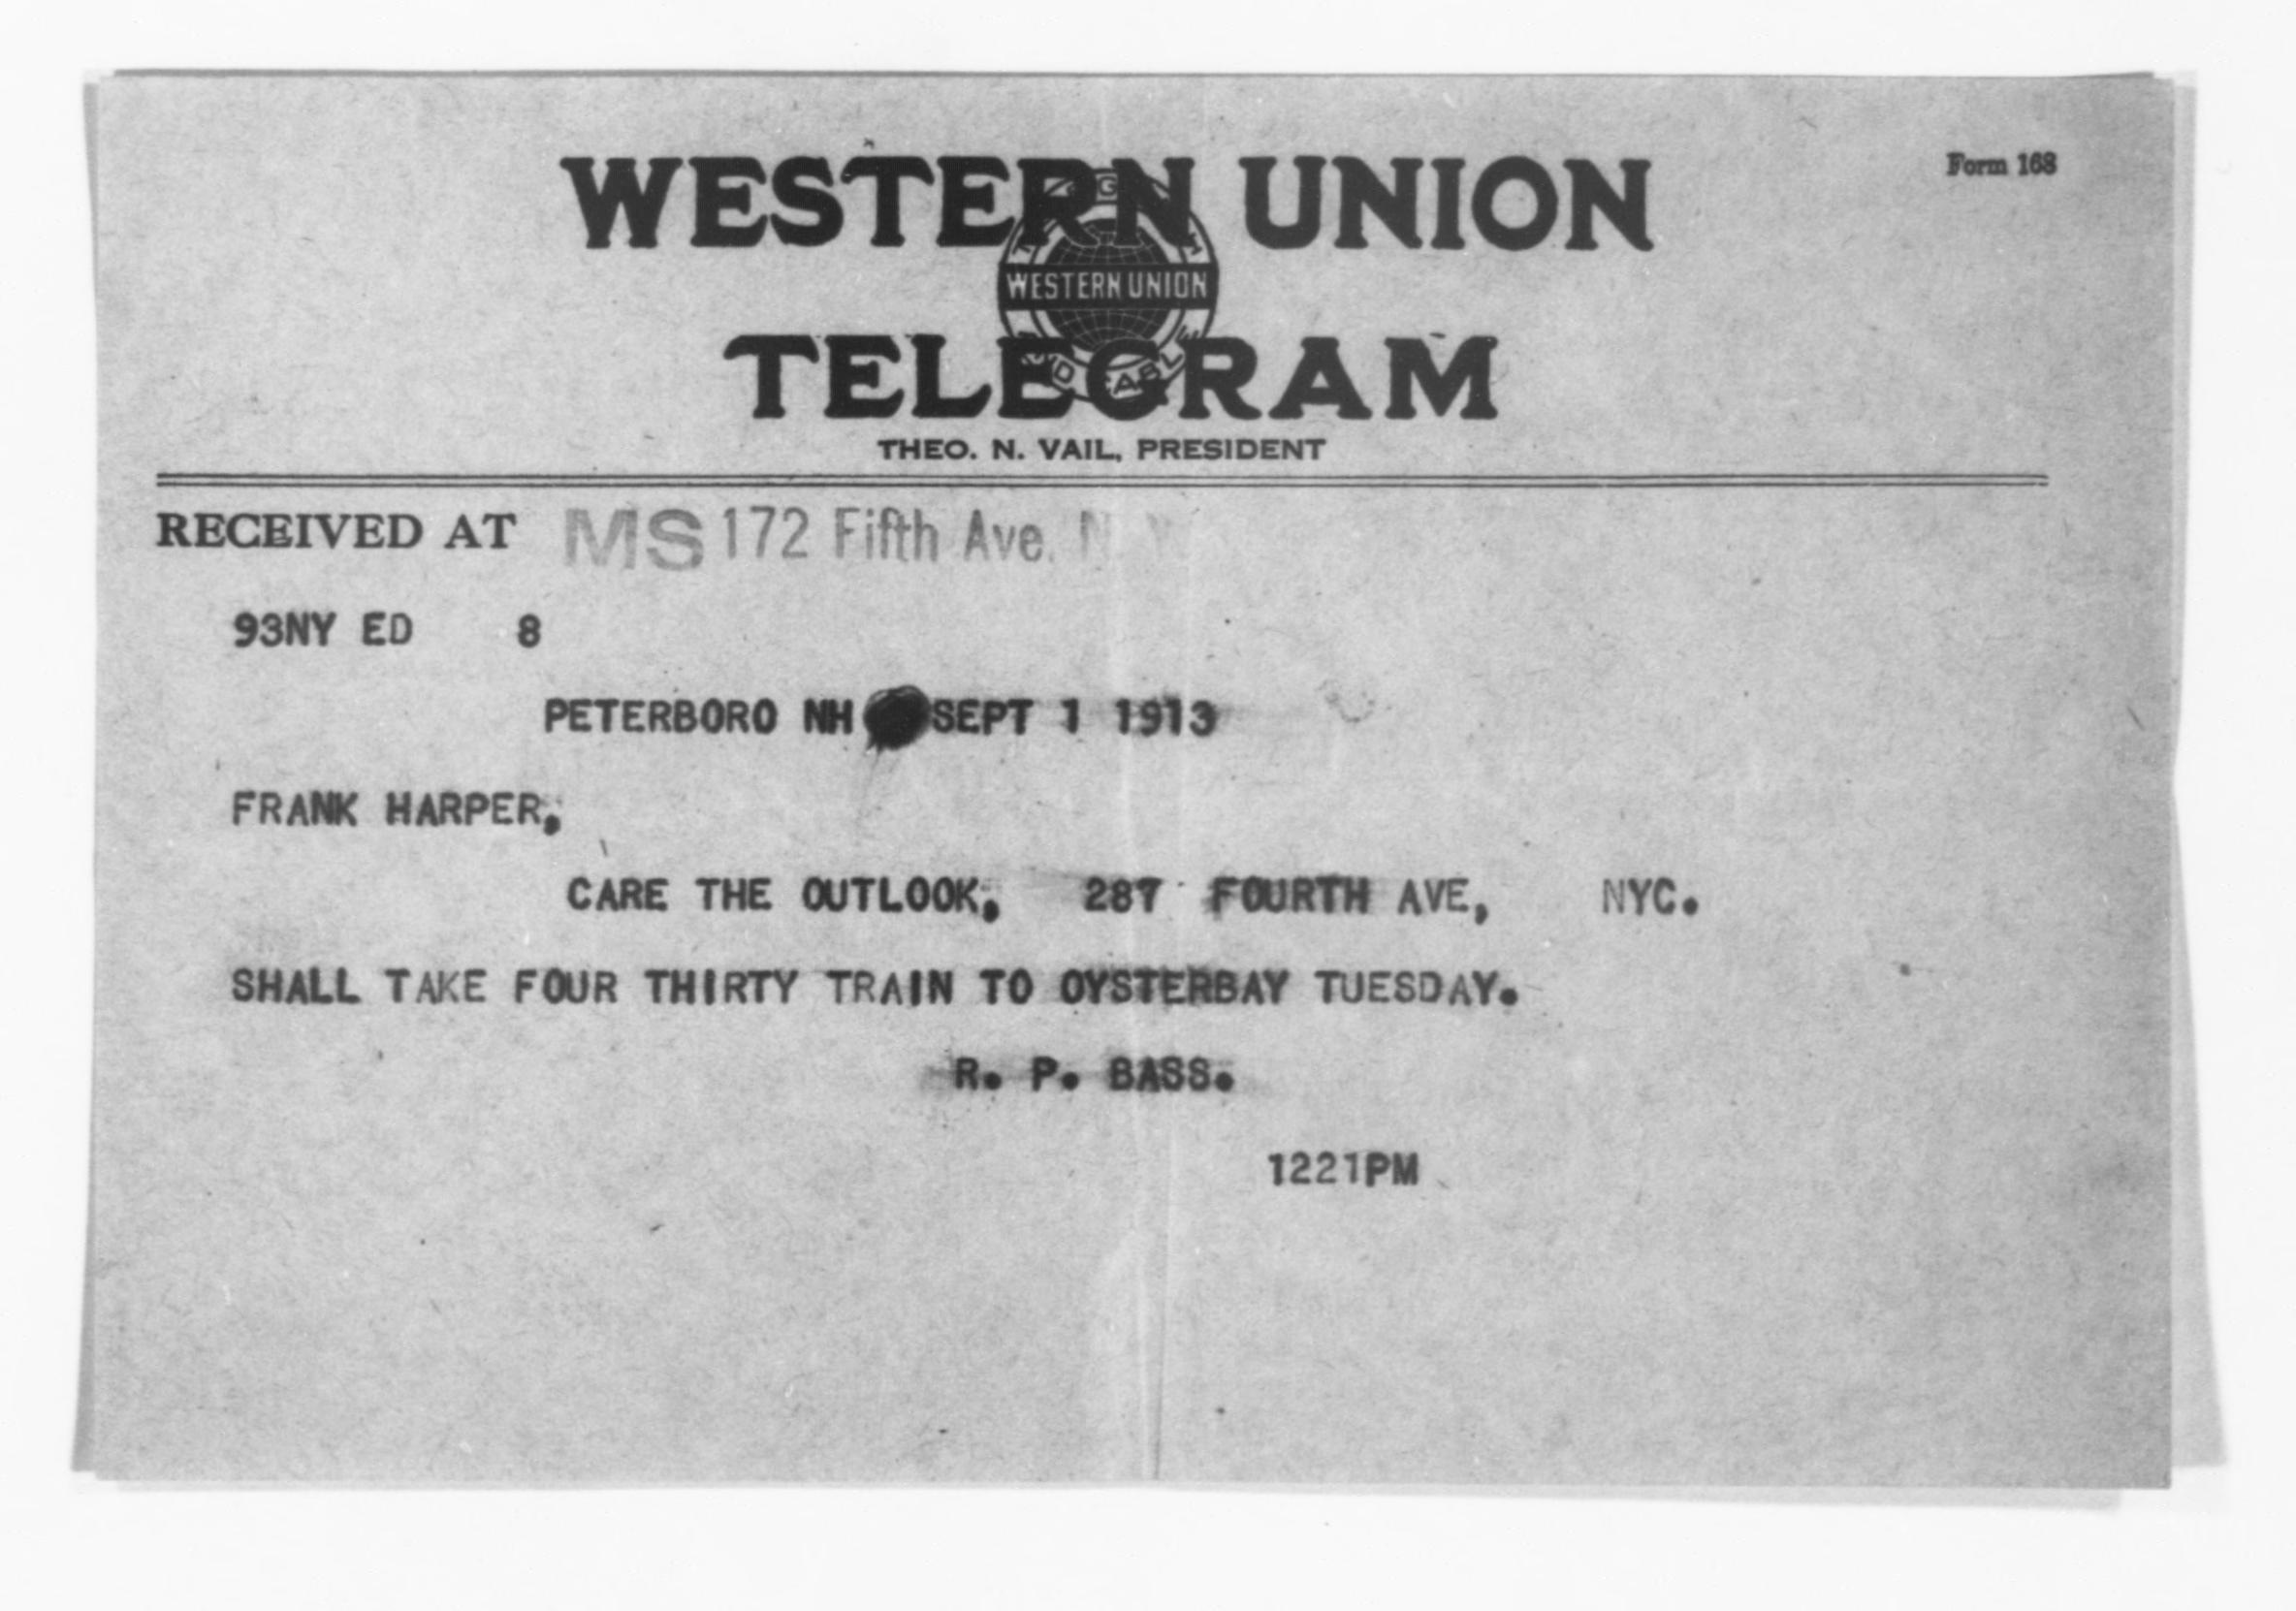 Form 168
WESTERN UNION
WESTERN UNION
TELEGRAM
THEO. N. VAIL, PRESIDENT
RECEIVED AT MS 172 Fifth Ave. N Y
93NY ED 8
PETERBORO NH SEPT 1 1913
FRANK HARPER,
CARE THE OUTLOOK, 287 FOURTH AVE, NYC.
SHALL TAKE FOUR THIRTY TRAIN TO OYSTERBAY TUESDAY.
R. P. BASS.
1221PM